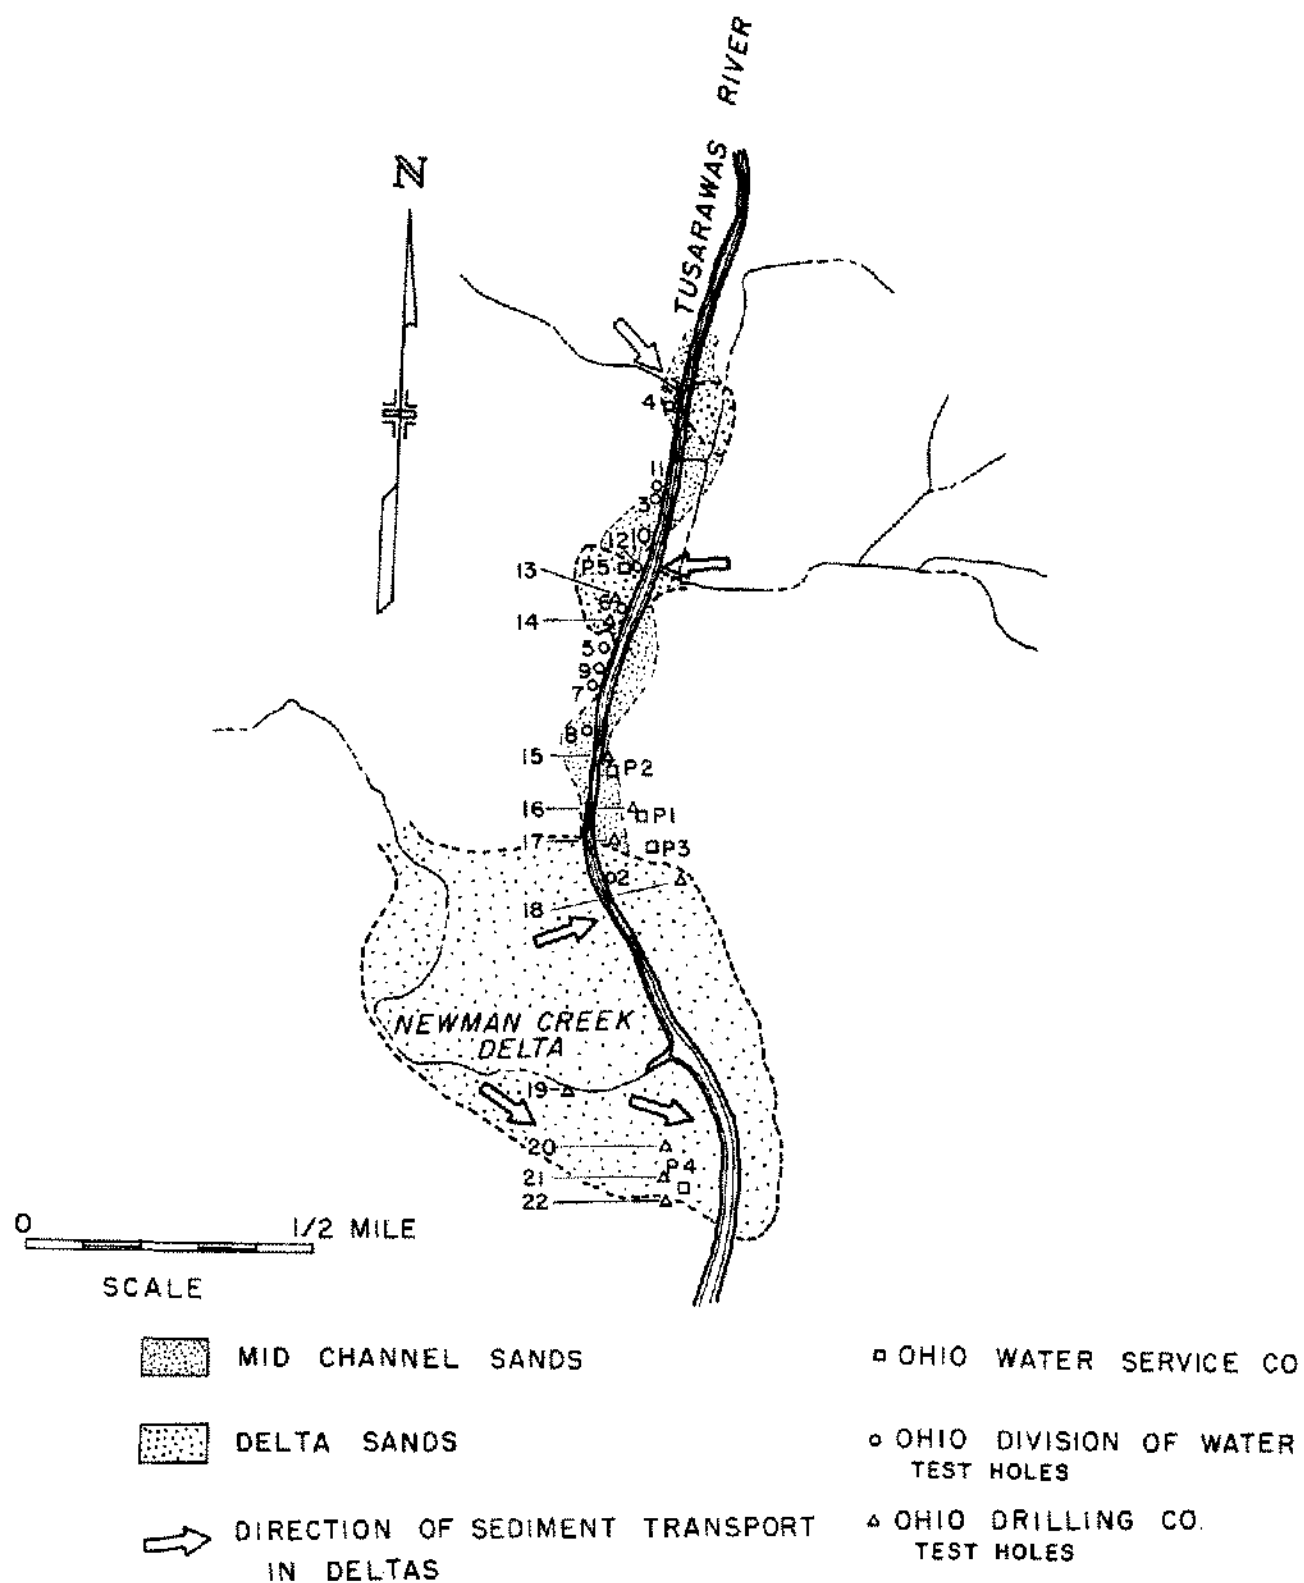 N
TUSARAWAS RIVER
4
11
3
10
12
P5
13
6
14
5
9
7
8
15
P2
16
P1
17
P3
2
18
NEWMAN CREEK
DELTA
19
20
P4
21
22
0 1/2 MILE
SCALE
MID CHANNEL SANDS
DELTA SANDS
DIRECTION OF SEDIMENT TRANSPORT
IN DELTAS
OHIO WATER SERVICE CO
OHIO DIVISION OF WATER
TEST HOLES
OHIO DRILLING CO.
TEST HOLES